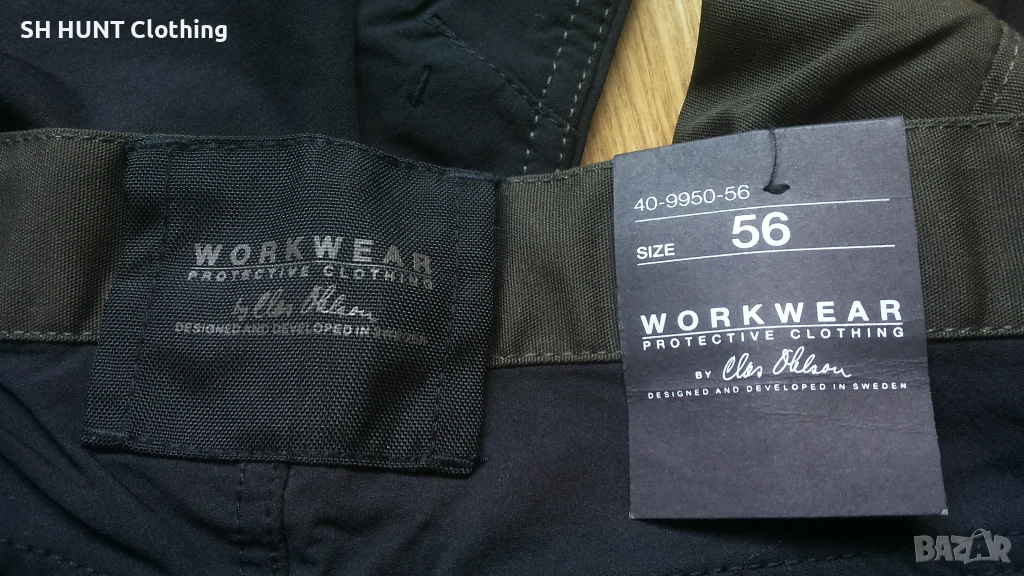 SH HUNT Clothing
WORKWEAR
PROTECTIVE CLOTHING
by Clas Ohlson
DESIGNED AND DEVELOPED IN SWEDEN
40-9950-56
SIZE 56
WORKWEAR
PROTECTIVE CLOTHING
BY Clas Ohlson
DESIGNED AND DEVELOPED IN SWEDEN
BAZAR